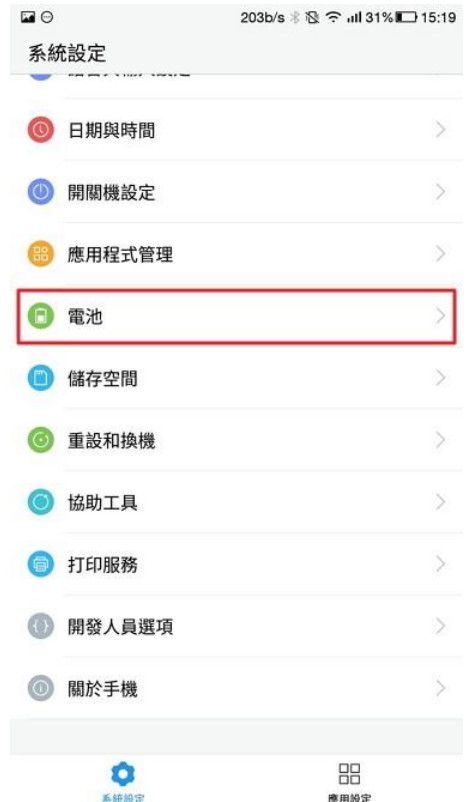 203b/s 31% 15:19
系統設定
日期與時間
開關機設定
應用程式管理
電池
儲存空間
重設和換機
協助工具
打印服務
開發人員選項
關於手機
系統設定 應用設定